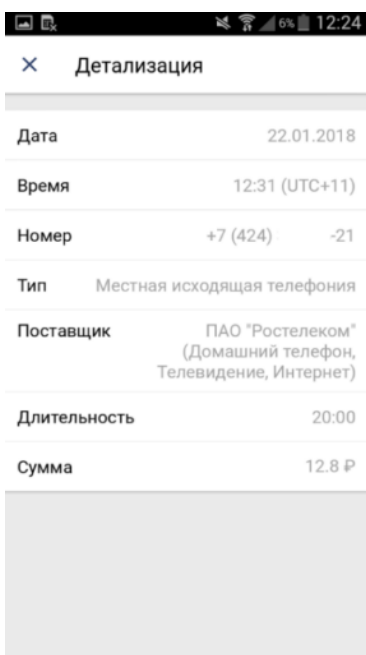 6% 12:24
× Детализация
Дата 22.01.2018
Время 12:31 (UTC+11)
Номер +7 (424) -21
Тип Местная исходящая телефония
Поставщик ПАО "Ростелеком"
(Домашний телефон,
Телевидение, Интернет)
Длительность 20:00
Сумма 12.8 ₽